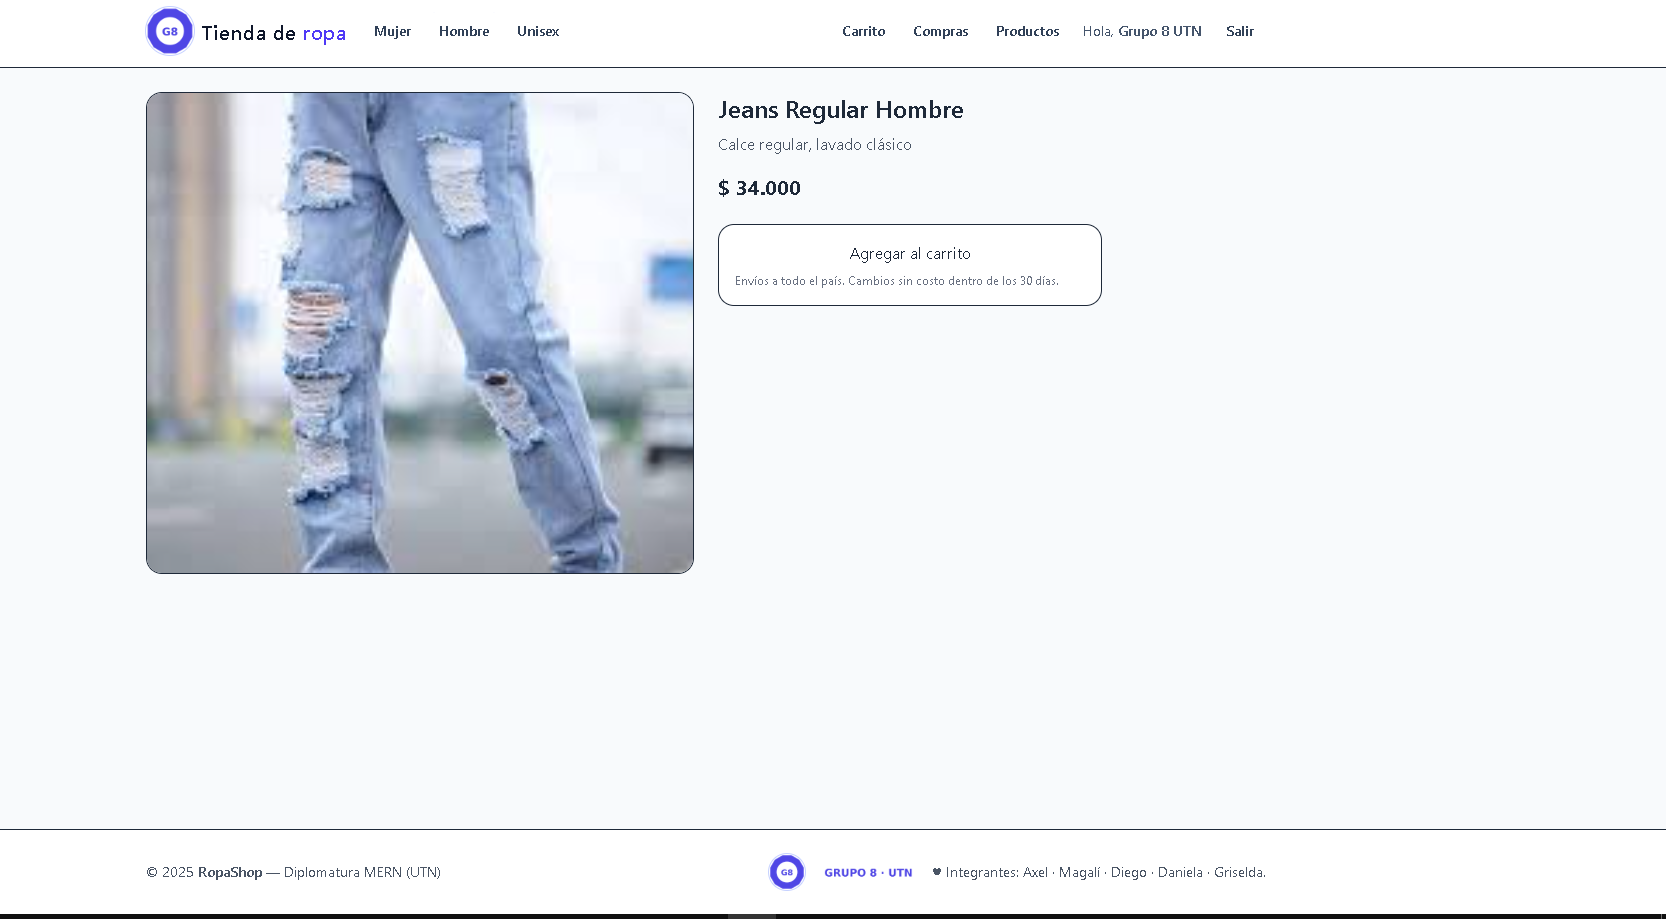 G8 Tienda de ropa Mujer Hombre Unisex Carrito Compras Productos Hola, Grupo 8 UTN Salir
Jeans Regular Hombre
Calce regular, lavado clásico
$ 34.000
Agregar al carrito
Envíos a todo el país. Cambios sin costo dentro de los 30 días.
© 2025 RopaShop — Diplomatura MERN (UTN) G8 GRUPO 8 · UTN ♥ Integrantes: Axel · Magalí · Diego · Daniela · Griselda.